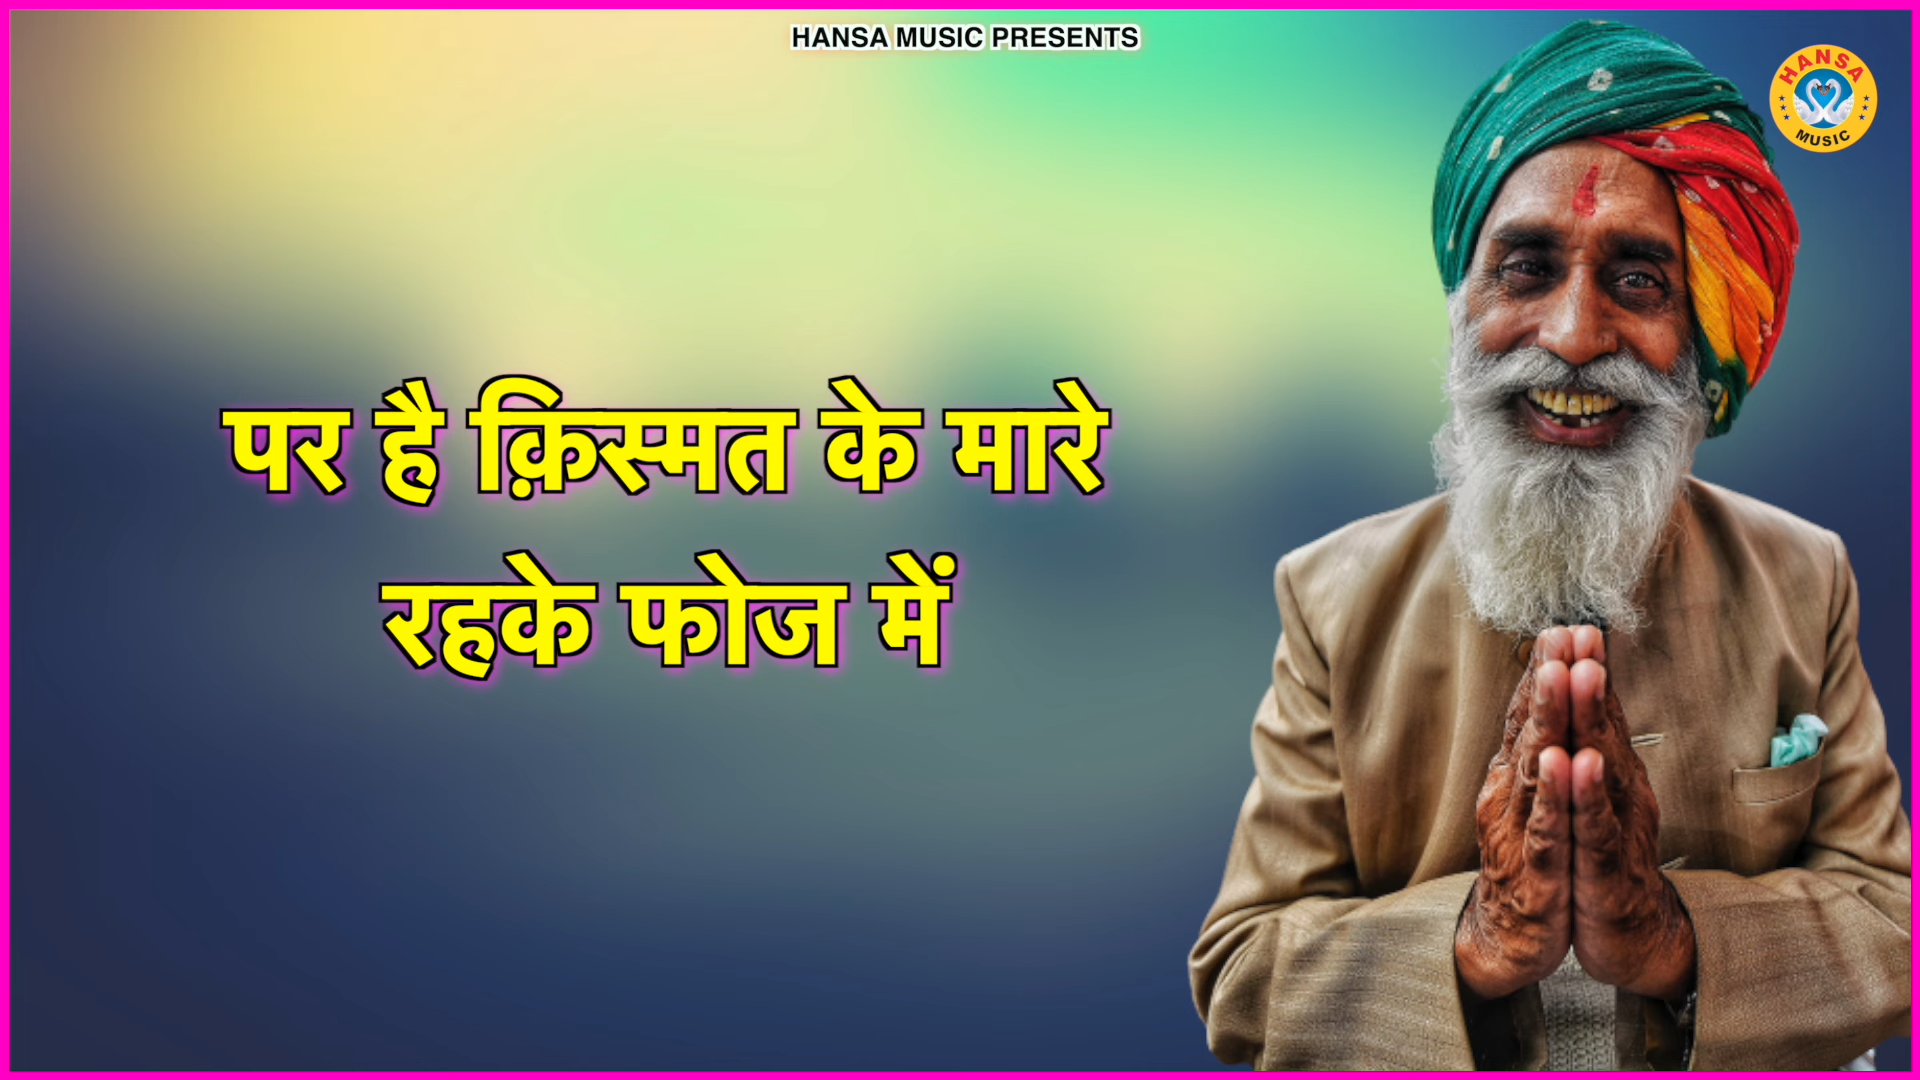 HANSA MUSIC PRESENTS
HANSA
MUSIC
पर है क़िस्मत के मारे
रहके फोज में